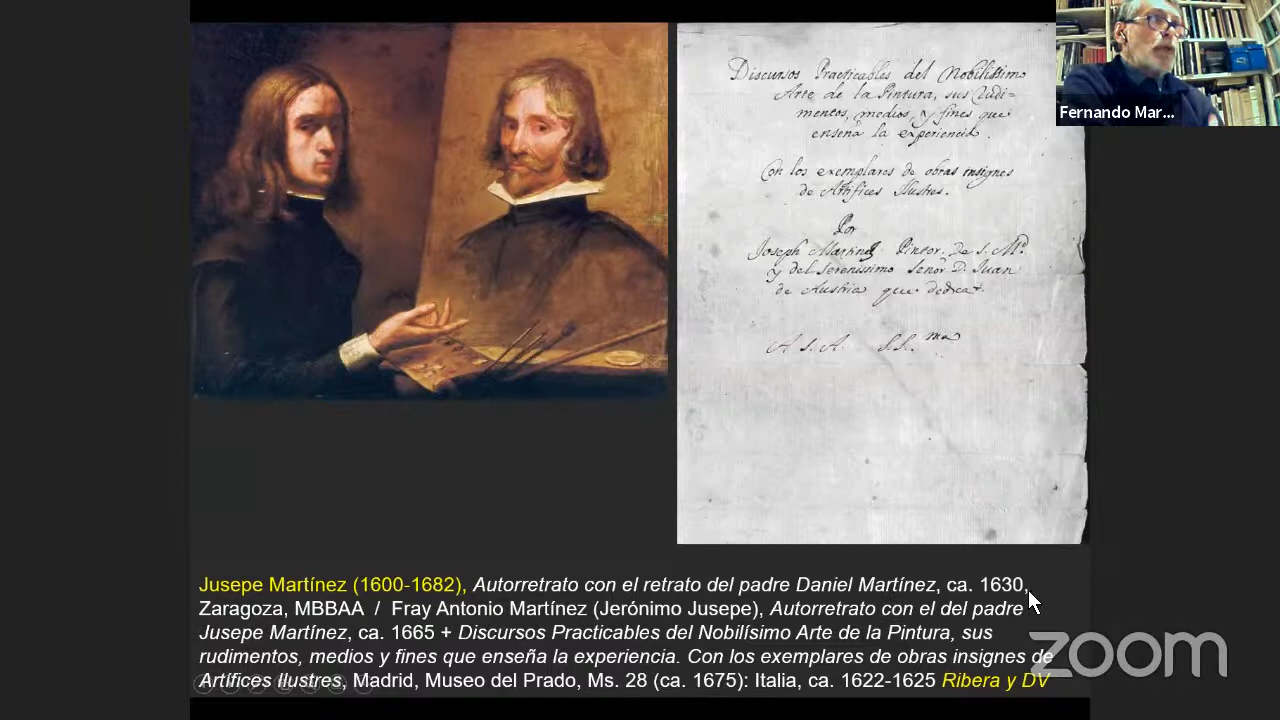 Discursos Practicables del Nobilissimo
Arte de la Pintura, sus Rudi-
mentos, medios, y fines que
enseña la experiencia.
Con los exemplares de obras insignes
de Artifices Ilustres.
Por
Joseph Martinez Pintor de S. Md
y del Serenissimo Señor D. Juan
de Austria que dedica
A S. A. SS.ma
Fernando Mar...
Jusepe Martínez (1600-1682), Autorretrato con el retrato del padre Daniel Martínez, ca. 1630,
Zaragoza, MBBAA / Fray Antonio Martínez (Jerónimo Jusepe), Autorretrato con el del padre
Jusepe Martínez, ca. 1665 + Discursos Practicables del Nobilísimo Arte de la Pintura, sus
rudimentos, medios y fines que enseña la experiencia. Con los exemplares de obras insignes de
Artífices Ilustres, Madrid, Museo del Prado, Ms. 28 (ca. 1675): Italia, ca. 1622-1625 Ribera y DV
zoom